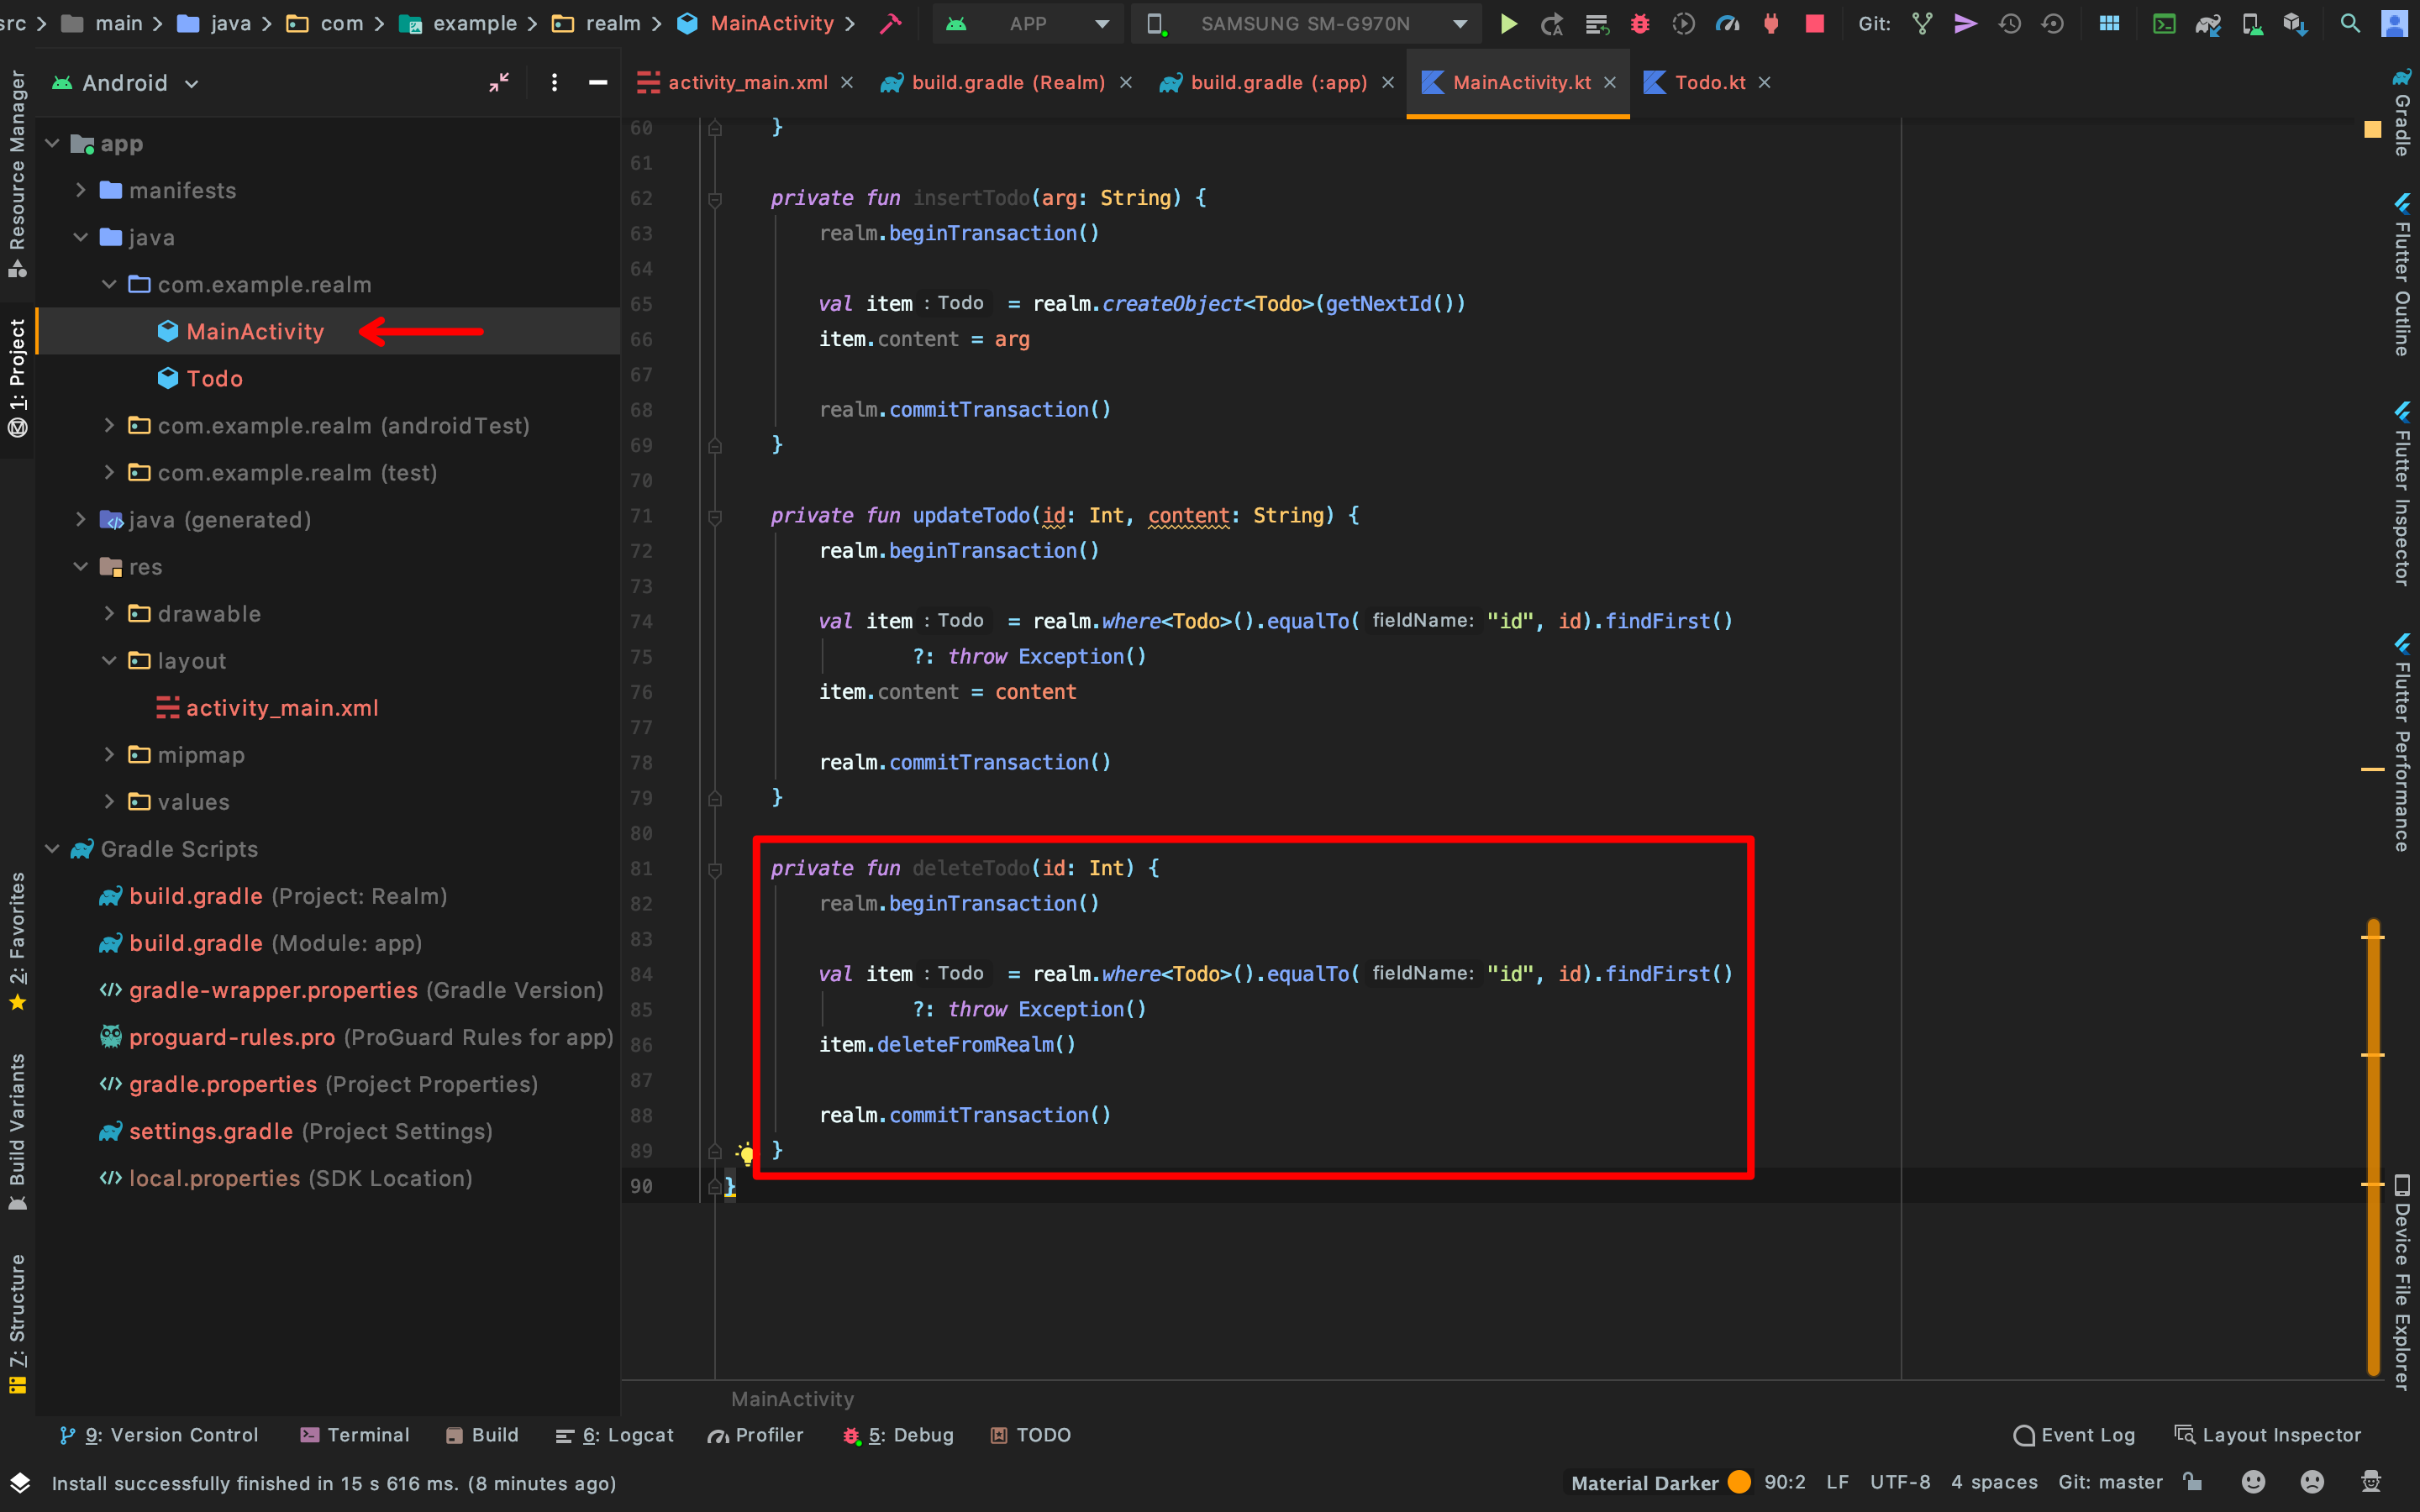 src main java com example realm MainActivity APP SAMSUNG SM-G970N Git:
Android
activity_main.xml build.gradle (Realm) build.gradle (:app) MainActivity.kt Todo.kt
Resource Manager
1: Project
2: Favorites
Build Variants
Z: Structure
app
manifests
java
com.example.realm
MainActivity
Todo
com.example.realm (androidTest)
com.example.realm (test)
java (generated)
res
drawable
layout
activity_main.xml
mipmap
values
Gradle Scripts
build.gradle (Project: Realm)
build.gradle (Module: app)
gradle-wrapper.properties (Gradle Version)
proguard-rules.pro (ProGuard Rules for app)
gradle.properties (Project Properties)
settings.gradle (Project Settings)
local.properties (SDK Location)
60 }
61
62 private fun insertTodo(arg: String) {
63 realm.beginTransaction()
64
65 val item : Todo = realm.createObject<Todo>(getNextId())
66 item.content = arg
67
68 realm.commitTransaction()
69 }
70
71 private fun updateTodo(id: Int, content: String) {
72 realm.beginTransaction()
73
74 val item : Todo = realm.where<Todo>().equalTo( fieldName: "id", id).findFirst()
75 ?: throw Exception()
76 item.content = content
77
78 realm.commitTransaction()
79 }
80
81 private fun deleteTodo(id: Int) {
82 realm.beginTransaction()
83
84 val item : Todo = realm.where<Todo>().equalTo( fieldName: "id", id).findFirst()
85 ?: throw Exception()
86 item.deleteFromRealm()
87
88 realm.commitTransaction()
89 }
90 }
MainActivity
Gradle
Flutter Outline
Flutter Inspector
Flutter Performance
Device File Explorer
9: Version Control Terminal Build 6: Logcat Profiler 5: Debug TODO Event Log Layout Inspector
Install successfully finished in 15 s 616 ms. (8 minutes ago) Material Darker 90:2 LF UTF-8 4 spaces Git: master